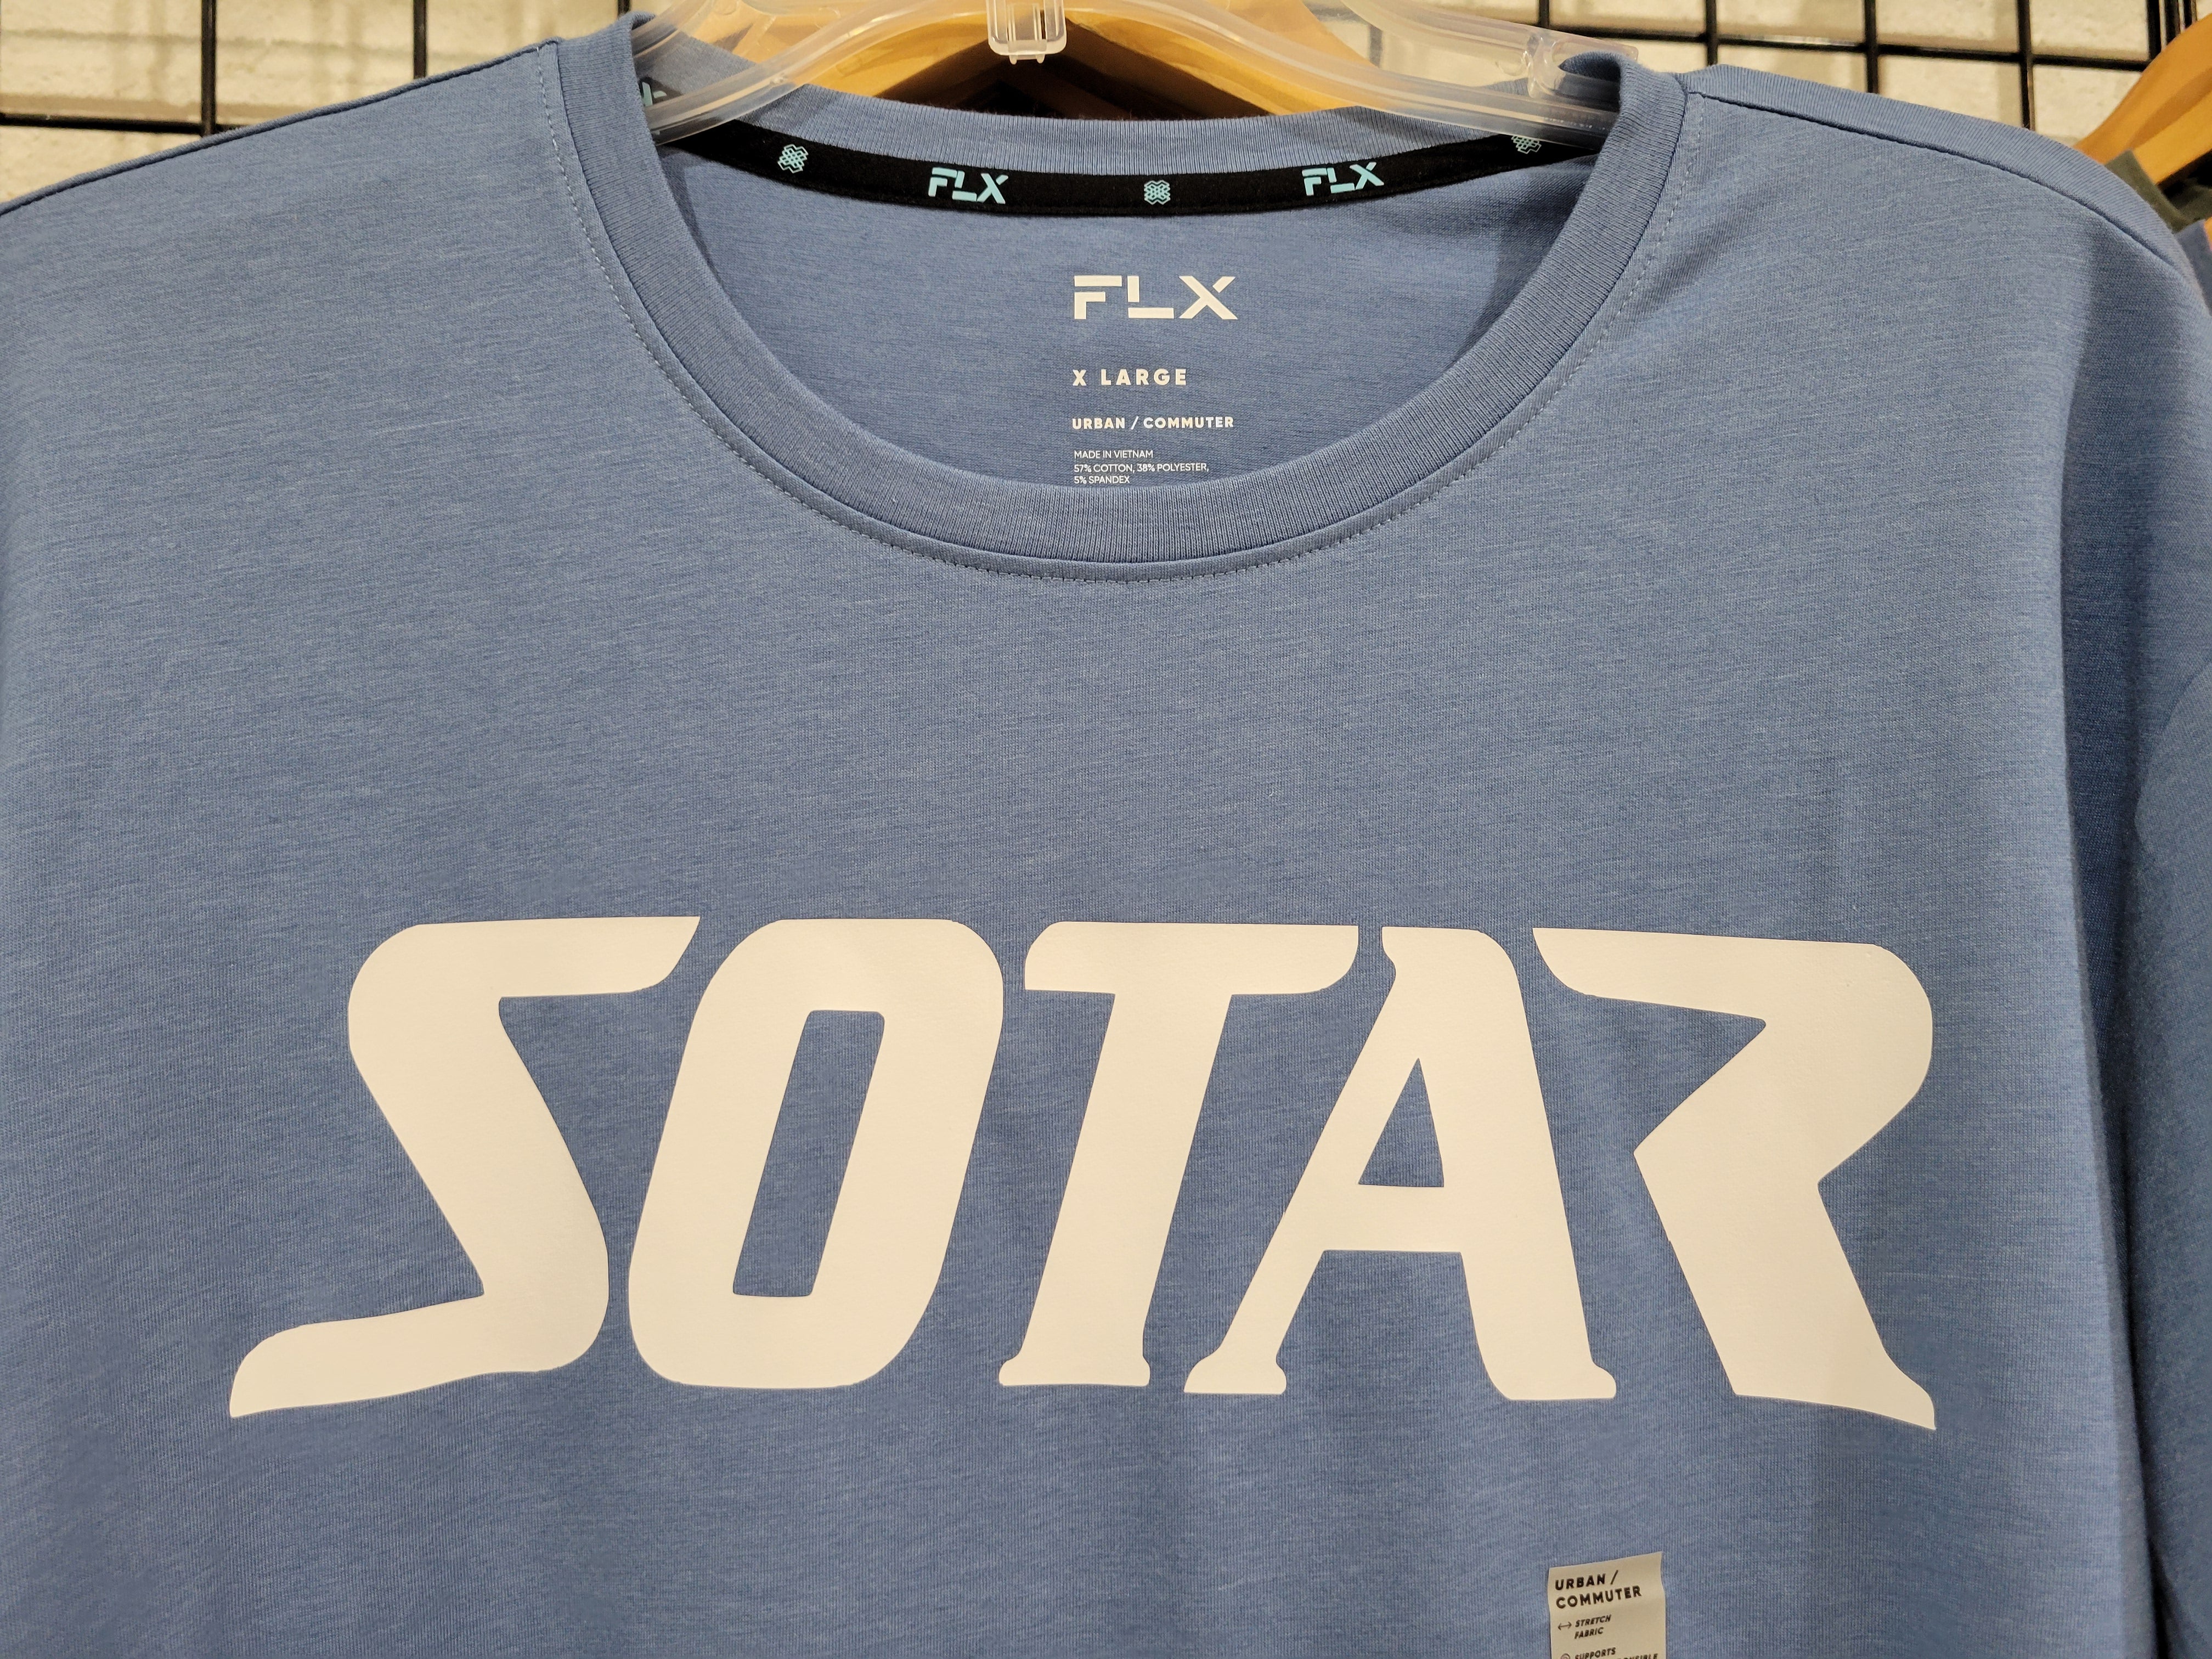 FLX FLX
FLX
X LARGE
URBAN / COMMUTER
MADE IN VIETNAM
57% COTTON, 38% POLYESTER,
5% SPANDEX
SOTAR
URBAN /
COMMUTER
STRETCH
FABRIC
SUPPORTS